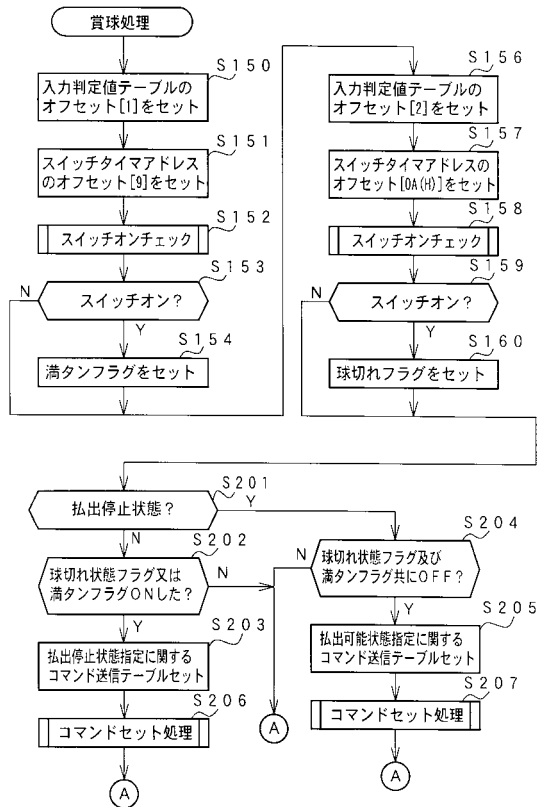 賞球処理
S150
入力判定値テーブルの
オフセット[1]をセット
S151
スイッチタイマアドレス
のオフセット[9]をセット
S152
スイッチオンチェック
S153
N
スイッチオン?
Y
S154
満タンフラグをセット
S156
入力判定値テーブルの
オフセット[2]をセット
S157
スイッチタイマアドレスの
オフセット[0A(H)]をセット
S158
スイッチオンチェック
S159
N
スイッチオン?
Y
S160
球切れフラグをセット
S201
払出停止状態?
Y
N
S202
球切れ状態フラグ又は
満タンフラグONした?
N
Y
S203
払出停止状態指定に関する
コマンド送信テーブルセット
S206
コマンドセット処理
A
A
S204
N
球切れ状態フラグ及び
満タンフラグ共にOFF?
Y
S205
払出可能状態指定に関する
コマンド送信テーブルセット
S207
コマンドセット処理
A